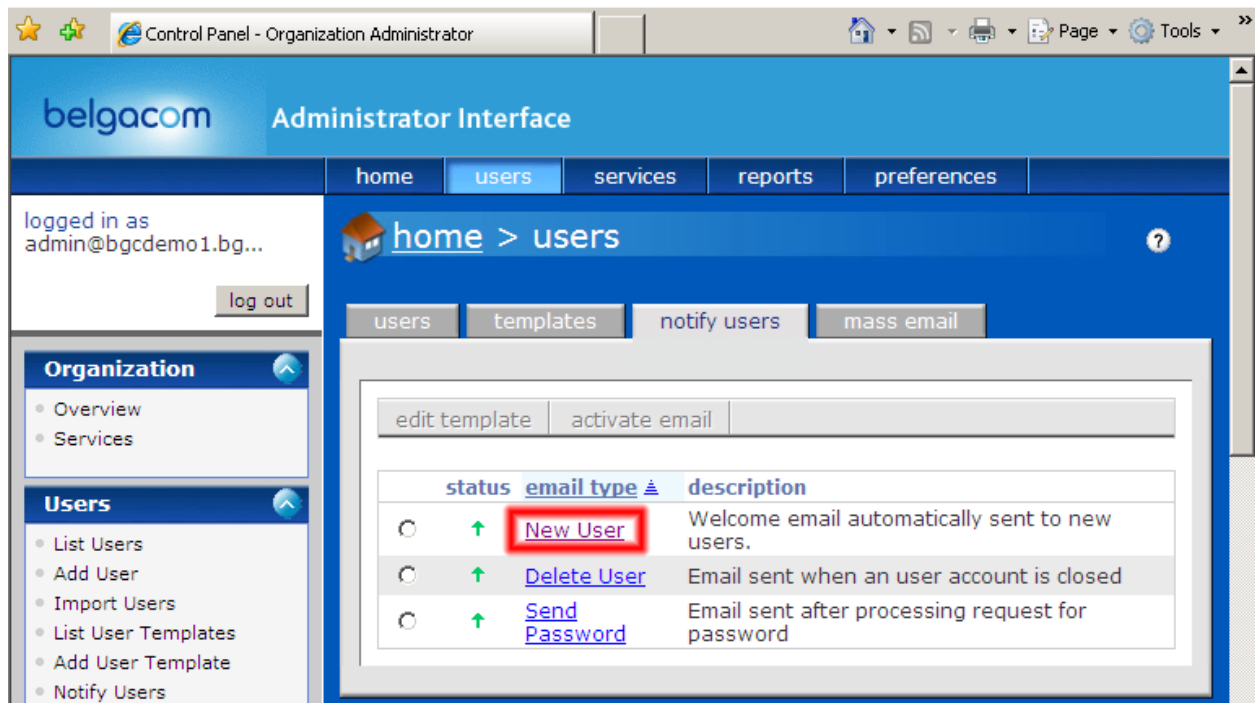 Control Panel - Organization Administrator
Page
Tools
»
belgacom
Administrator Interface
home
users
services
reports
preferences
logged in as
admin@bgcdemo1.bg...
log out
home > users
?
users
templates
notify users
mass email
Organization
Overview
Services
Users
List Users
Add User
Import Users
List User Templates
Add User Template
Notify Users
edit template
activate email
status email type description
New User
Welcome email automatically sent to new
users.
Delete User
Email sent when an user account is closed
Send
Password
Email sent after processing request for
password